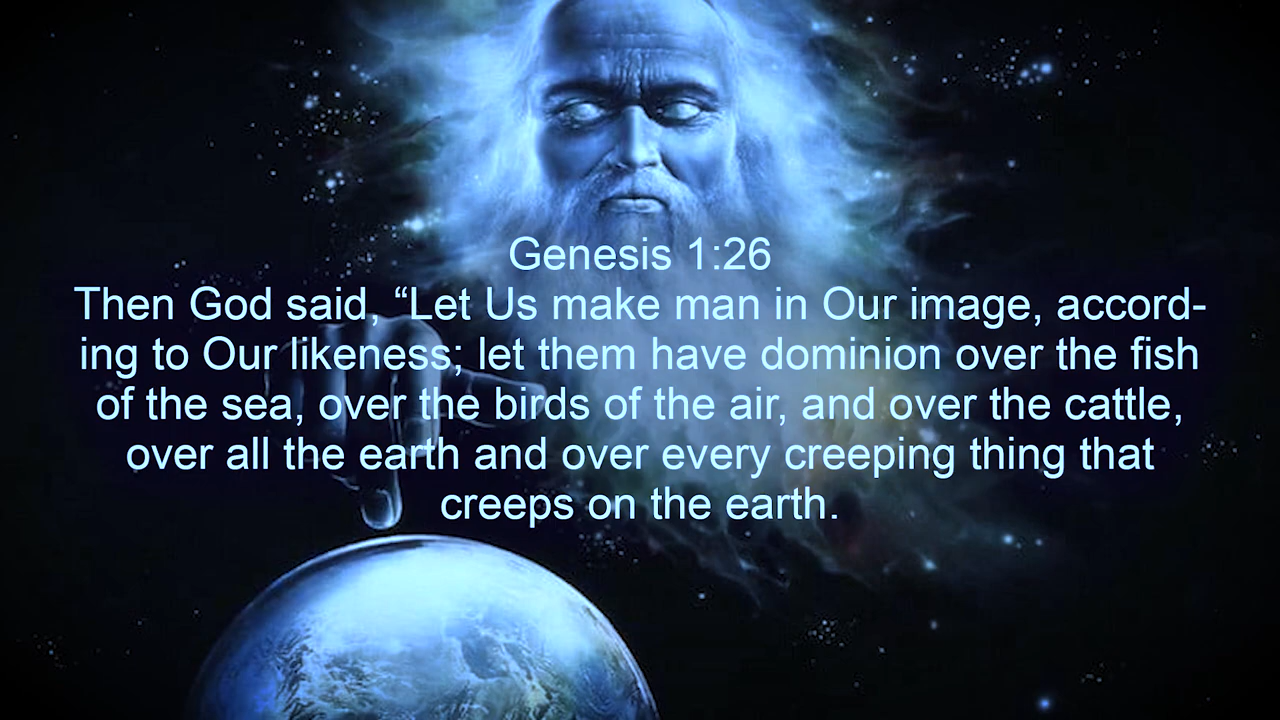 Genesis 1:26
Then God said, “Let Us make man in Our image, accord-
ing to Our likeness; let them have dominion over the fish
of the sea, over the birds of the air, and over the cattle,
over all the earth and over every creeping thing that
creeps on the earth.